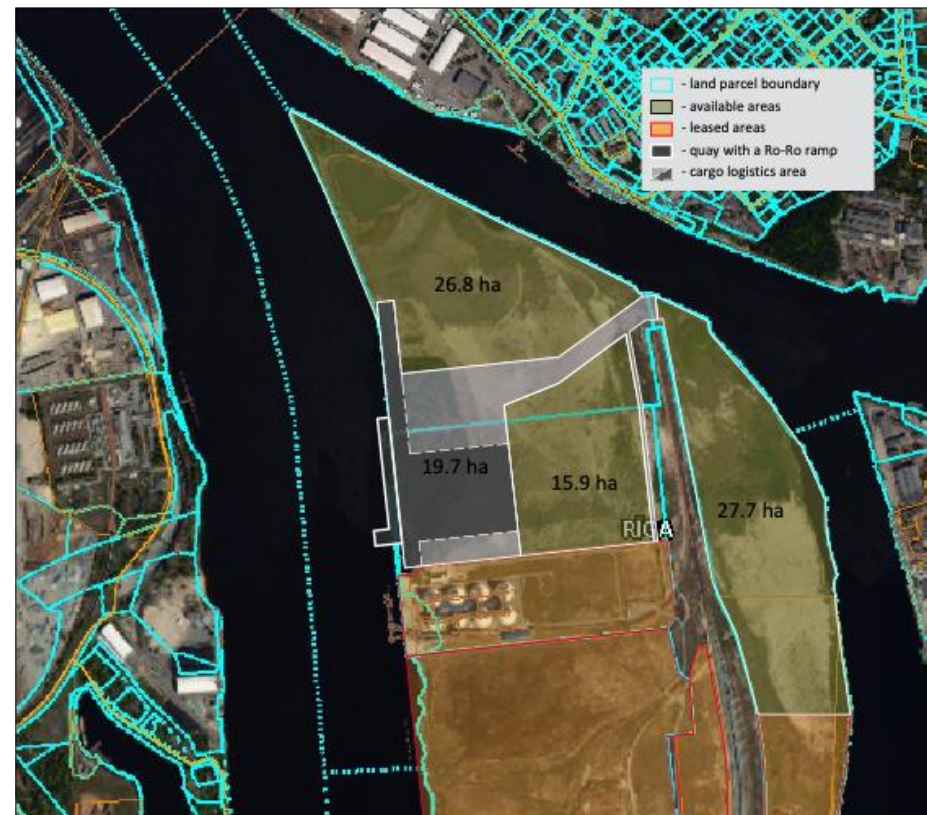 - land parcel boundary
- available areas
- leased areas
- quay with a Ro-Ro ramp
- cargo logistics area
26.8 ha
19.7 ha
15.9 ha
27.7 ha
RIGA